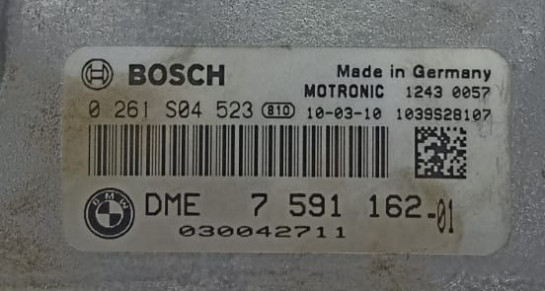 BOSCH Made in Germany
MOTRONIC 1243 0057
0 261 S04 523 810 10-03-10 1039S28107
BMW DME 7 591 162-01
030042711